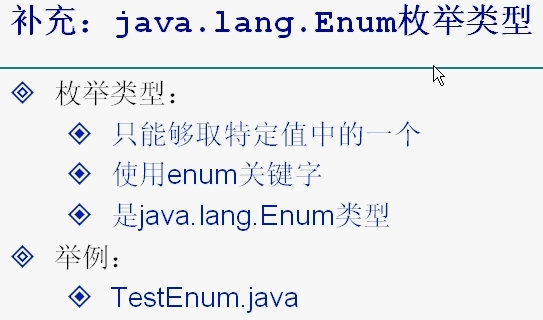 补充：java.lang.Enum枚举类型
枚举类型：
只能够取特定值中的一个
使用enum关键字
是java.lang.Enum类型
举例：
TestEnum.java